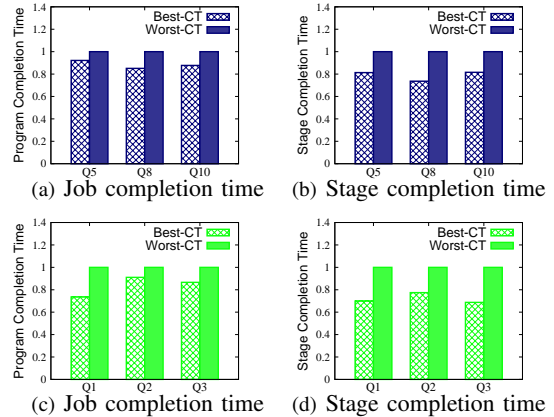 Program Completion Time
1.4
1.2
1
0.8
0.6
0.4
0.2
0
Best-CT
Worst-CT
Q5 Q8 Q10
(a) Job completion time
Stage Completion Time
1.4
1.2
1
0.8
0.6
0.4
0.2
0
Best-CT
Worst-CT
Q5 Q8 Q10
(b) Stage completion time
Program Completion Time
1.4
1.2
1
0.8
0.6
0.4
0.2
0
Best-CT
Worst-CT
Q1 Q2 Q3
(c) Job completion time
Stage Completion Time
1.4
1.2
1
0.8
0.6
0.4
0.2
0
Best-CT
Worst-CT
Q1 Q2 Q3
(d) Stage completion time